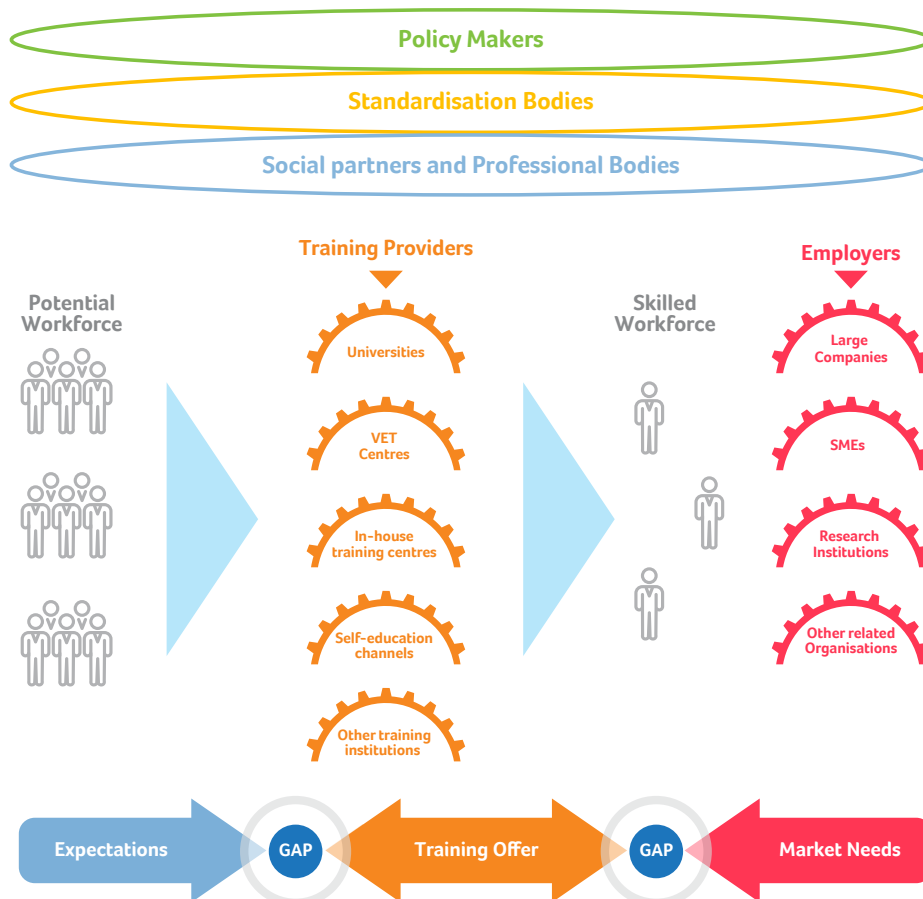 Policy Makers
Standardisation Bodies
Social partners and Professional Bodies
Potential
Workforce
Training Providers
Universities
VET
Centres
In-house
training centres
Self-education
channels
Other training
institutions
Skilled
Workforce
Employers
Large
Companies
SMEs
Research
Institutions
Other related
Organisations
Expectations
GAP
Training Offer
GAP
Market Needs